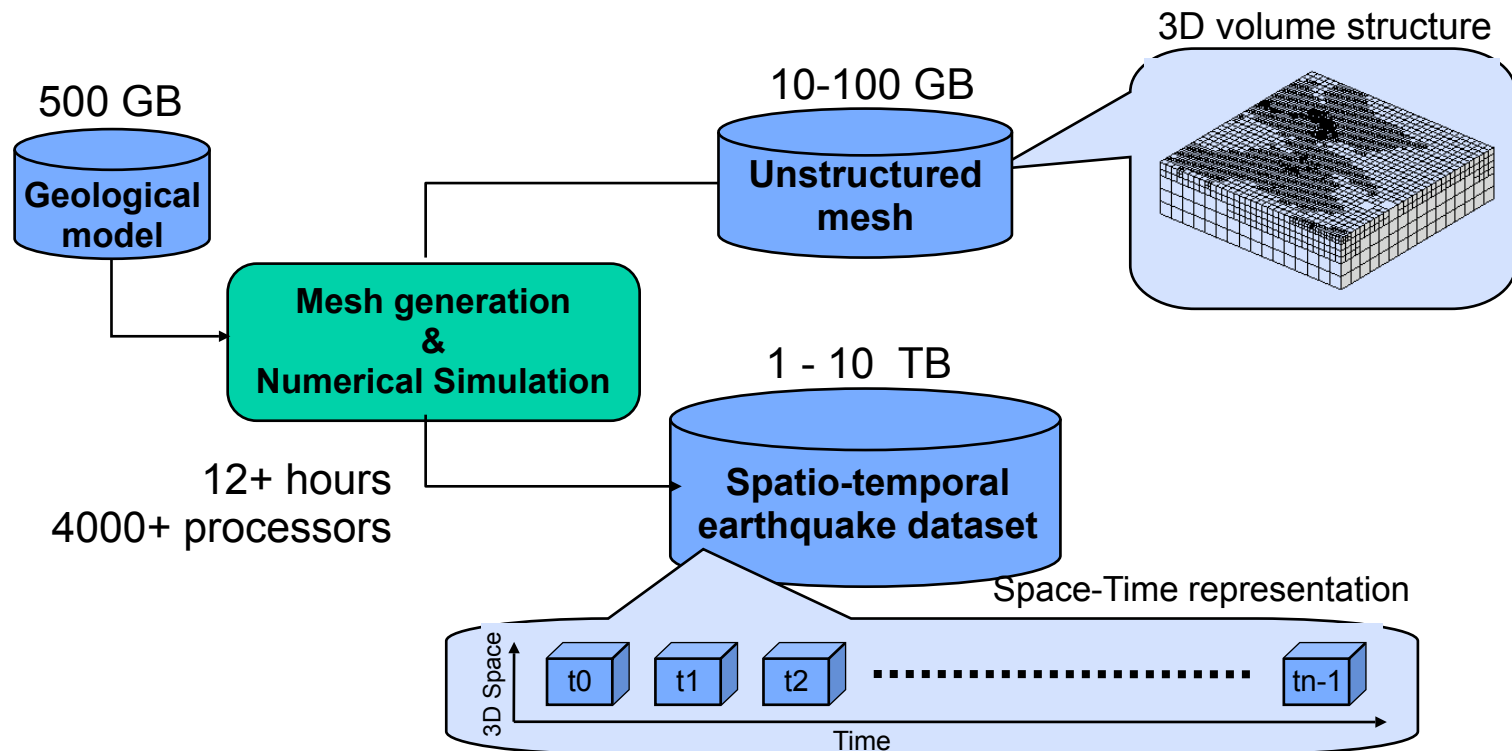 3D volume structure
10-100 GB
500 GB
Geological
model
Unstructured
mesh
Mesh generation
&
Numerical Simulation
1 - 10 TB
12+ hours
4000+ processors
Spatio-temporal
earthquake dataset
Space-Time representation
3D Space
t0
t1
t2
tn-1
Time